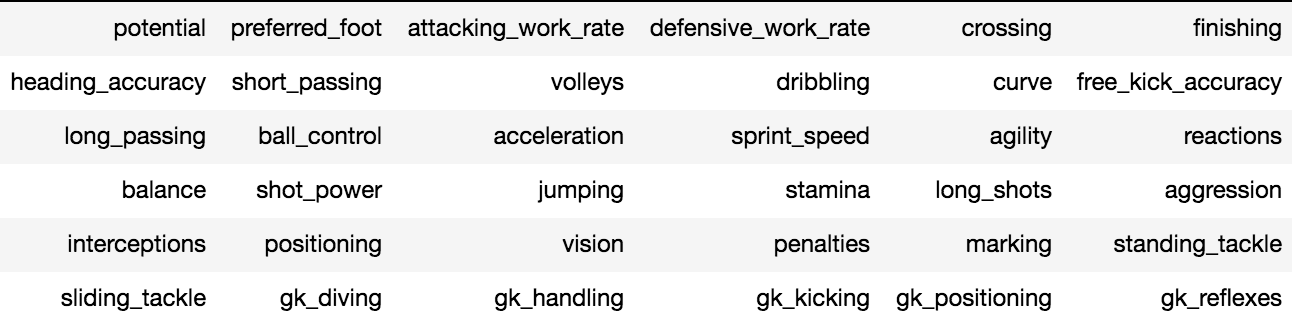 potential preferred_foot attacking_work_rate defensive_work_rate crossing finishing
heading_accuracy short_passing volleys dribbling curve free_kick_accuracy
long_passing ball_control acceleration sprint_speed agility reactions
balance shot_power jumping stamina long_shots aggression
interceptions positioning vision penalties marking standing_tackle
sliding_tackle gk_diving gk_handling gk_kicking gk_positioning gk_reflexes